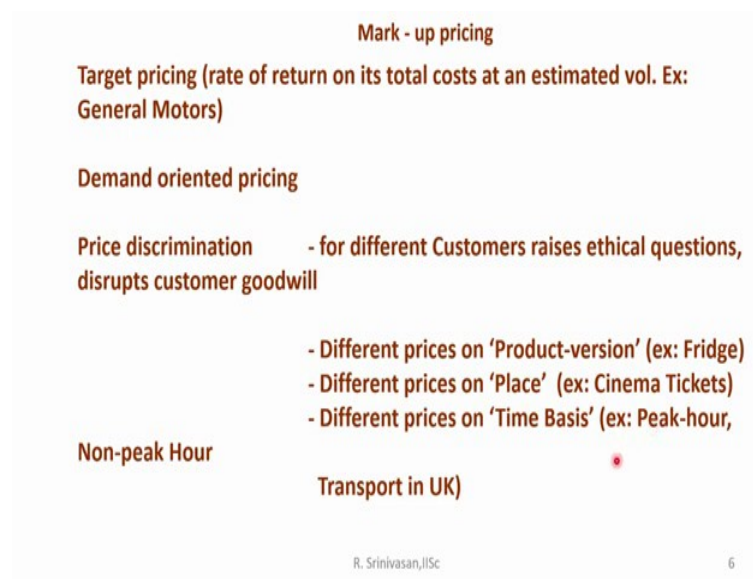 Mark - up pricing
Target pricing (rate of return on its total costs at an estimated vol. Ex:
General Motors)
Demand oriented pricing
Price discrimination - for different Customers raises ethical questions,
disrupts customer goodwill
- Different prices on ‘Product-version’ (ex: Fridge)
- Different prices on ‘Place’ (ex: Cinema Tickets)
- Different prices on ‘Time Basis’ (ex: Peak-hour,
Non-peak Hour
Transport in UK)
R. Srinivasan,IISc 6